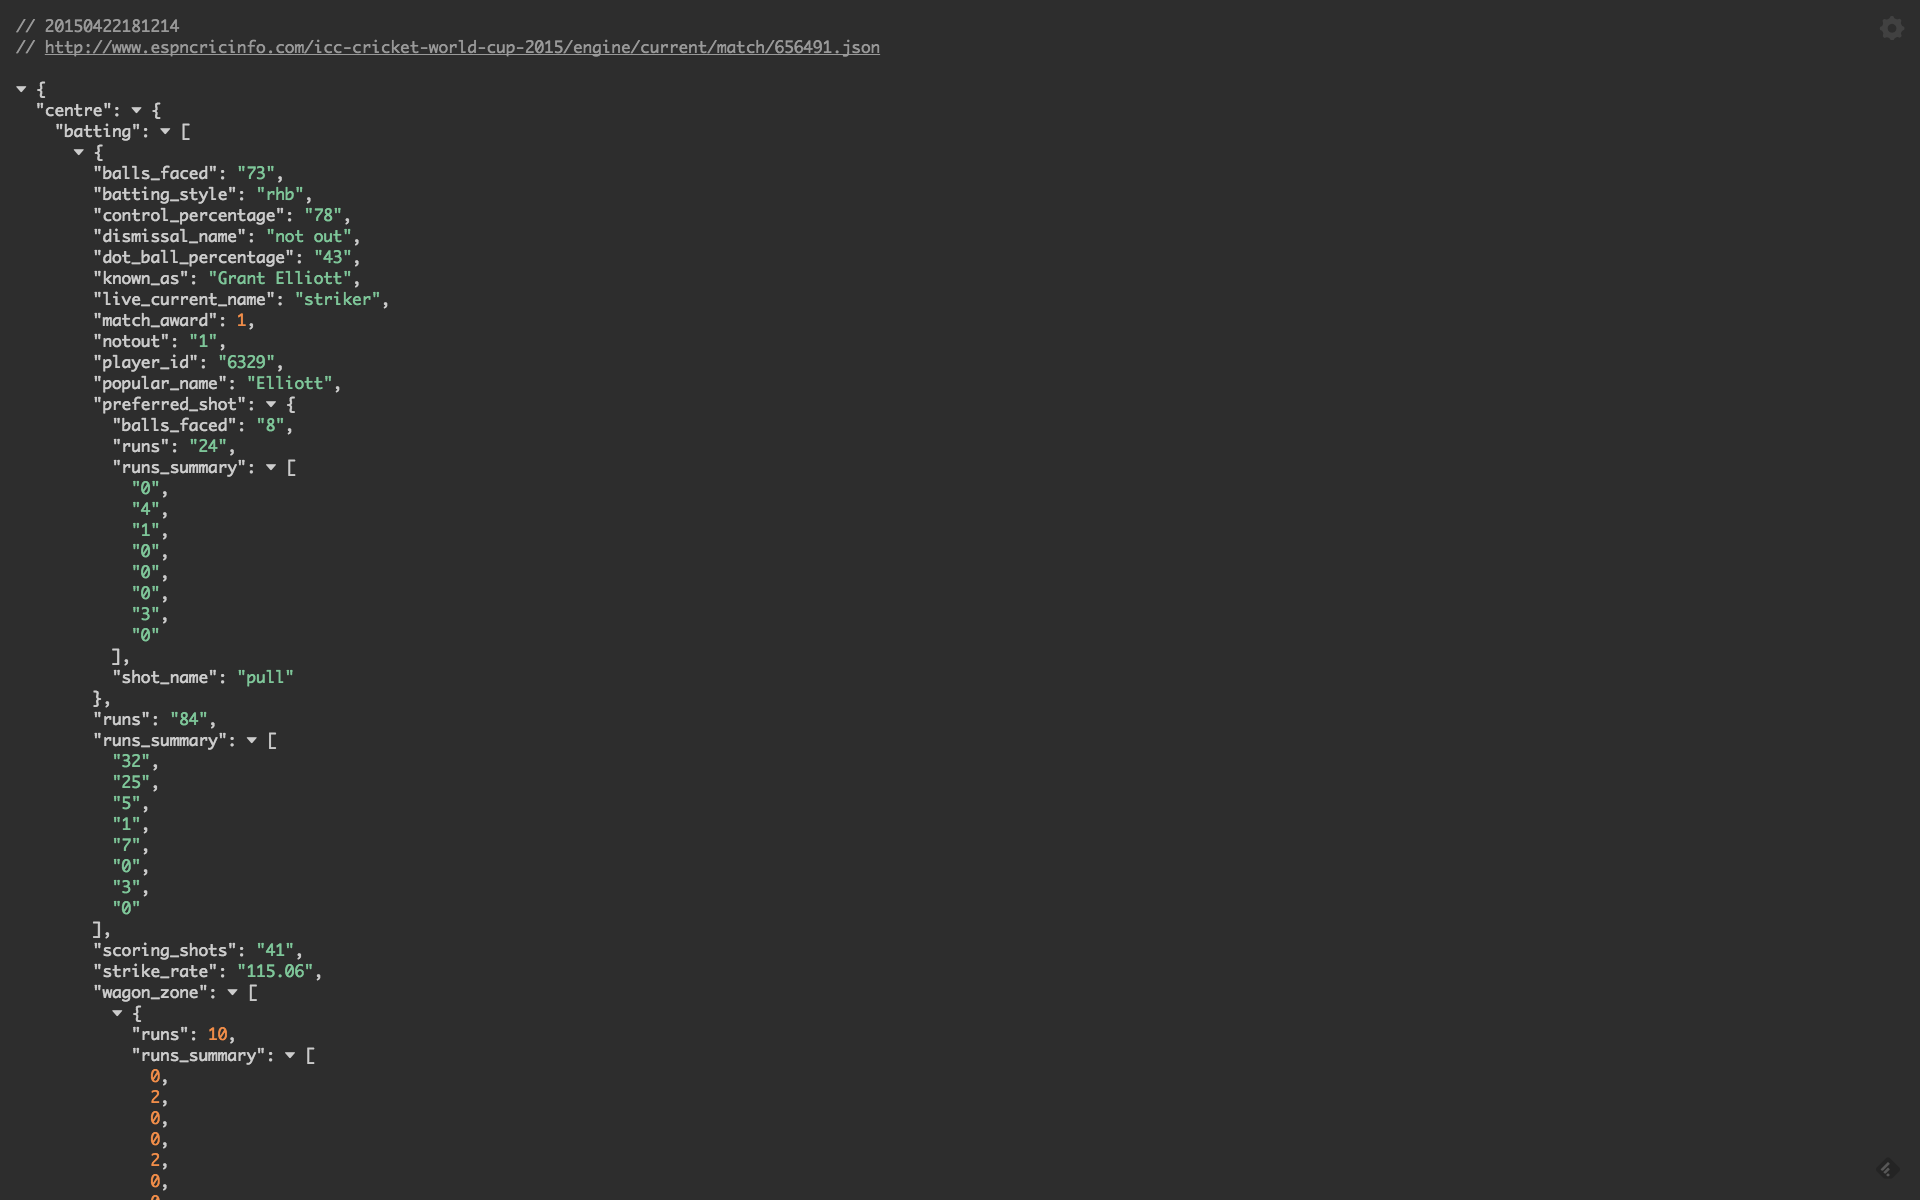 // 20150422181214
// http://www.espncricinfo.com/icc-cricket-world-cup-2015/engine/current/match/656491.json
{
"centre": {
"batting": [
{
"balls_faced": "73",
"batting_style": "rhb",
"control_percentage": "78",
"dismissal_name": "not out",
"dot_ball_percentage": "43",
"known_as": "Grant Elliott",
"live_current_name": "striker",
"match_award": 1,
"notout": "1",
"player_id": "6329",
"popular_name": "Elliott",
"preferred_shot": {
"balls_faced": "8",
"runs": "24",
"runs_summary": [
"0",
"4",
"1",
"0",
"0",
"0",
"3",
"0"
],
"shot_name": "pull"
},
"runs": "84",
"runs_summary": [
"32",
"25",
"5",
"1",
"7",
"0",
"3",
"0"
],
"scoring_shots": "41",
"strike_rate": "115.06",
"wagon_zone": [
{
"runs": 10,
"runs_summary": [
0,
2,
0,
0,
2,
0,